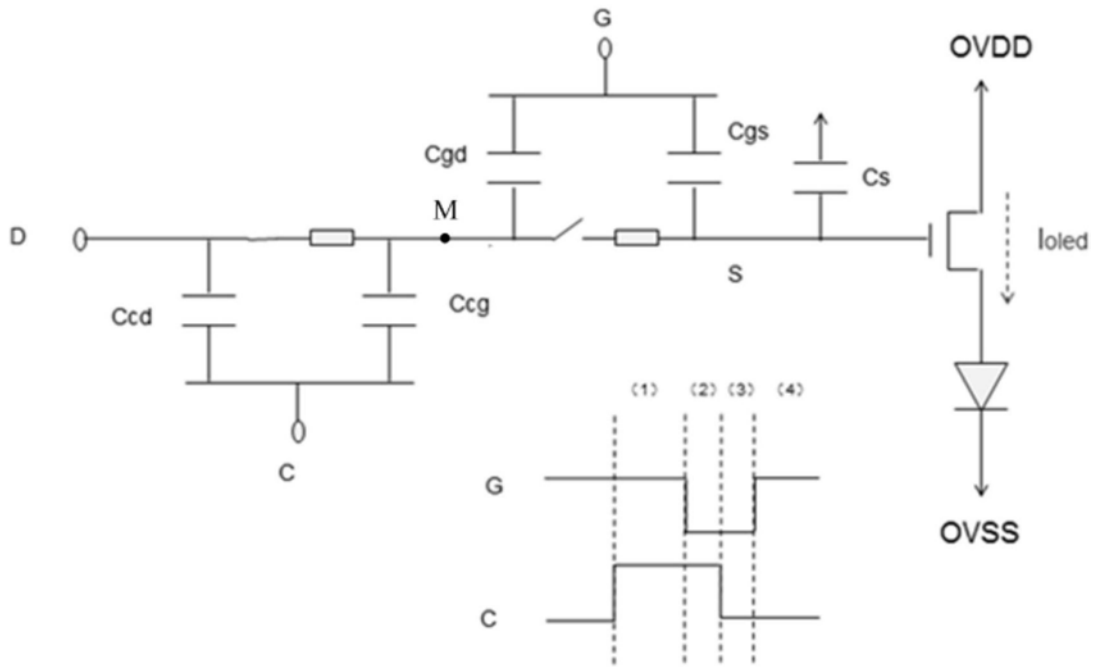 G
OVDD
Cgd
Cgs
Cs
M
D
Ioled
S
Ccd
Ccg
C
(1) (2) (3) (4)
G
OVSS
C